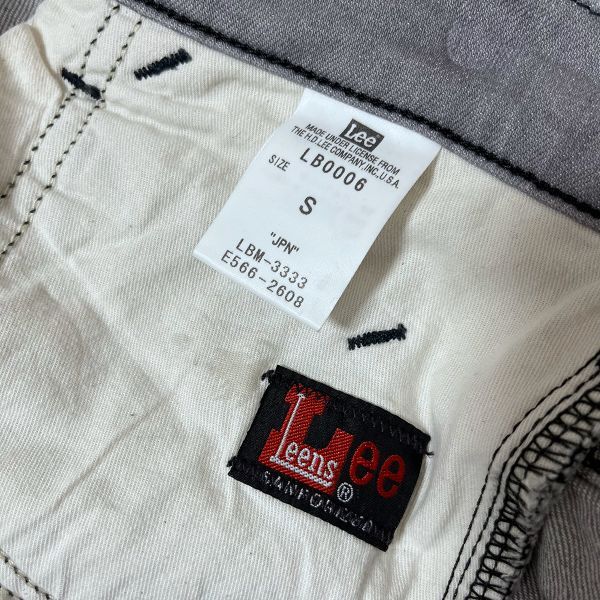 Lee
MADE UNDER LICENSE FROM
THE H.D. LEE COMPANY, INC., U.S.A.
SIZE LB0006
S
"JPN"
LBM-3333
E566-2608
Lee
Leens ®
SANFORIZED